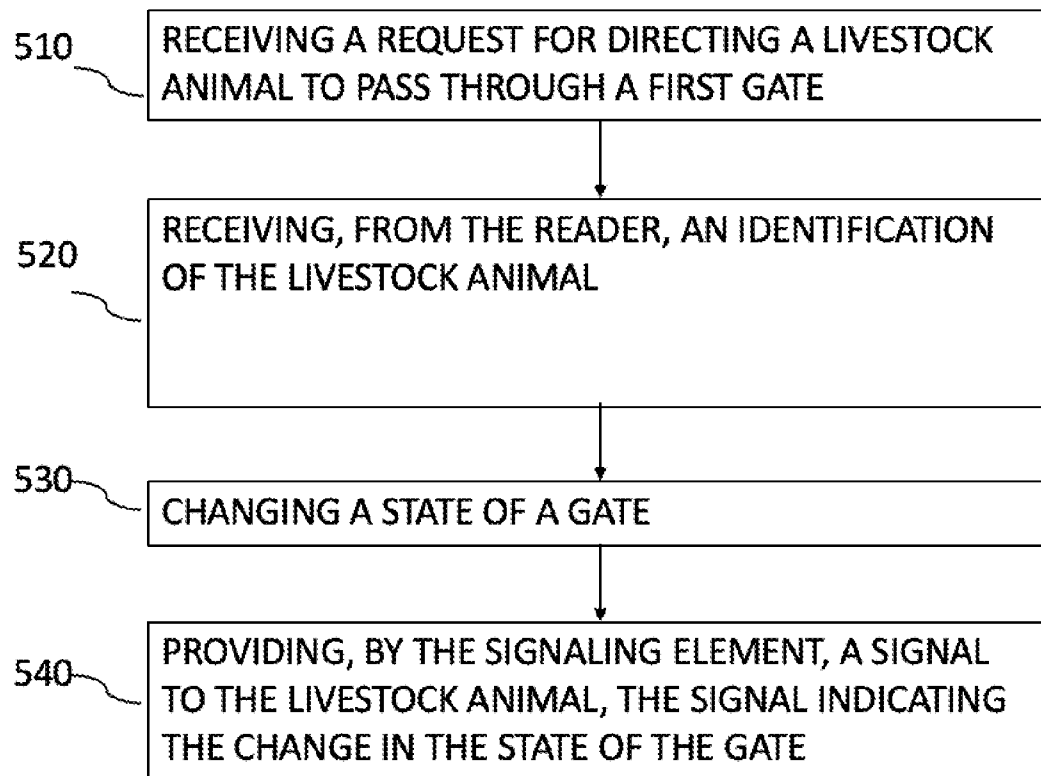 510
RECEIVING A REQUEST FOR DIRECTING A LIVESTOCK
ANIMAL TO PASS THROUGH A FIRST GATE
520
RECEIVING, FROM THE READER, AN IDENTIFICATION
OF THE LIVESTOCK ANIMAL
530
CHANGING A STATE OF A GATE
540
PROVIDING, BY THE SIGNALING ELEMENT, A SIGNAL
TO THE LIVESTOCK ANIMAL, THE SIGNAL INDICATING
THE CHANGE IN THE STATE OF THE GATE